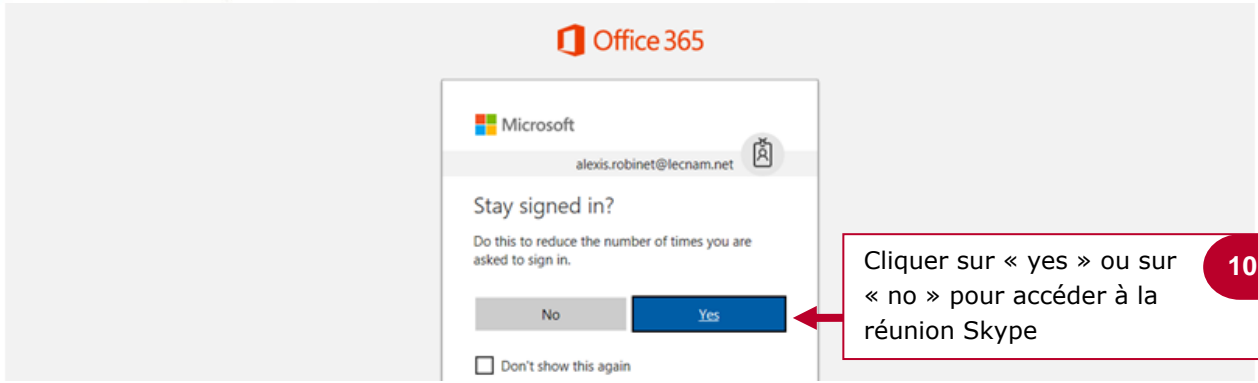 Office 365
Microsoft
alexis.robinet@lecnam.net
Stay signed in?
Do this to reduce the number of times you are
asked to sign in.
No
Yes
Don't show this again
Cliquer sur « yes » ou sur
« no » pour accéder à la
réunion Skype
10